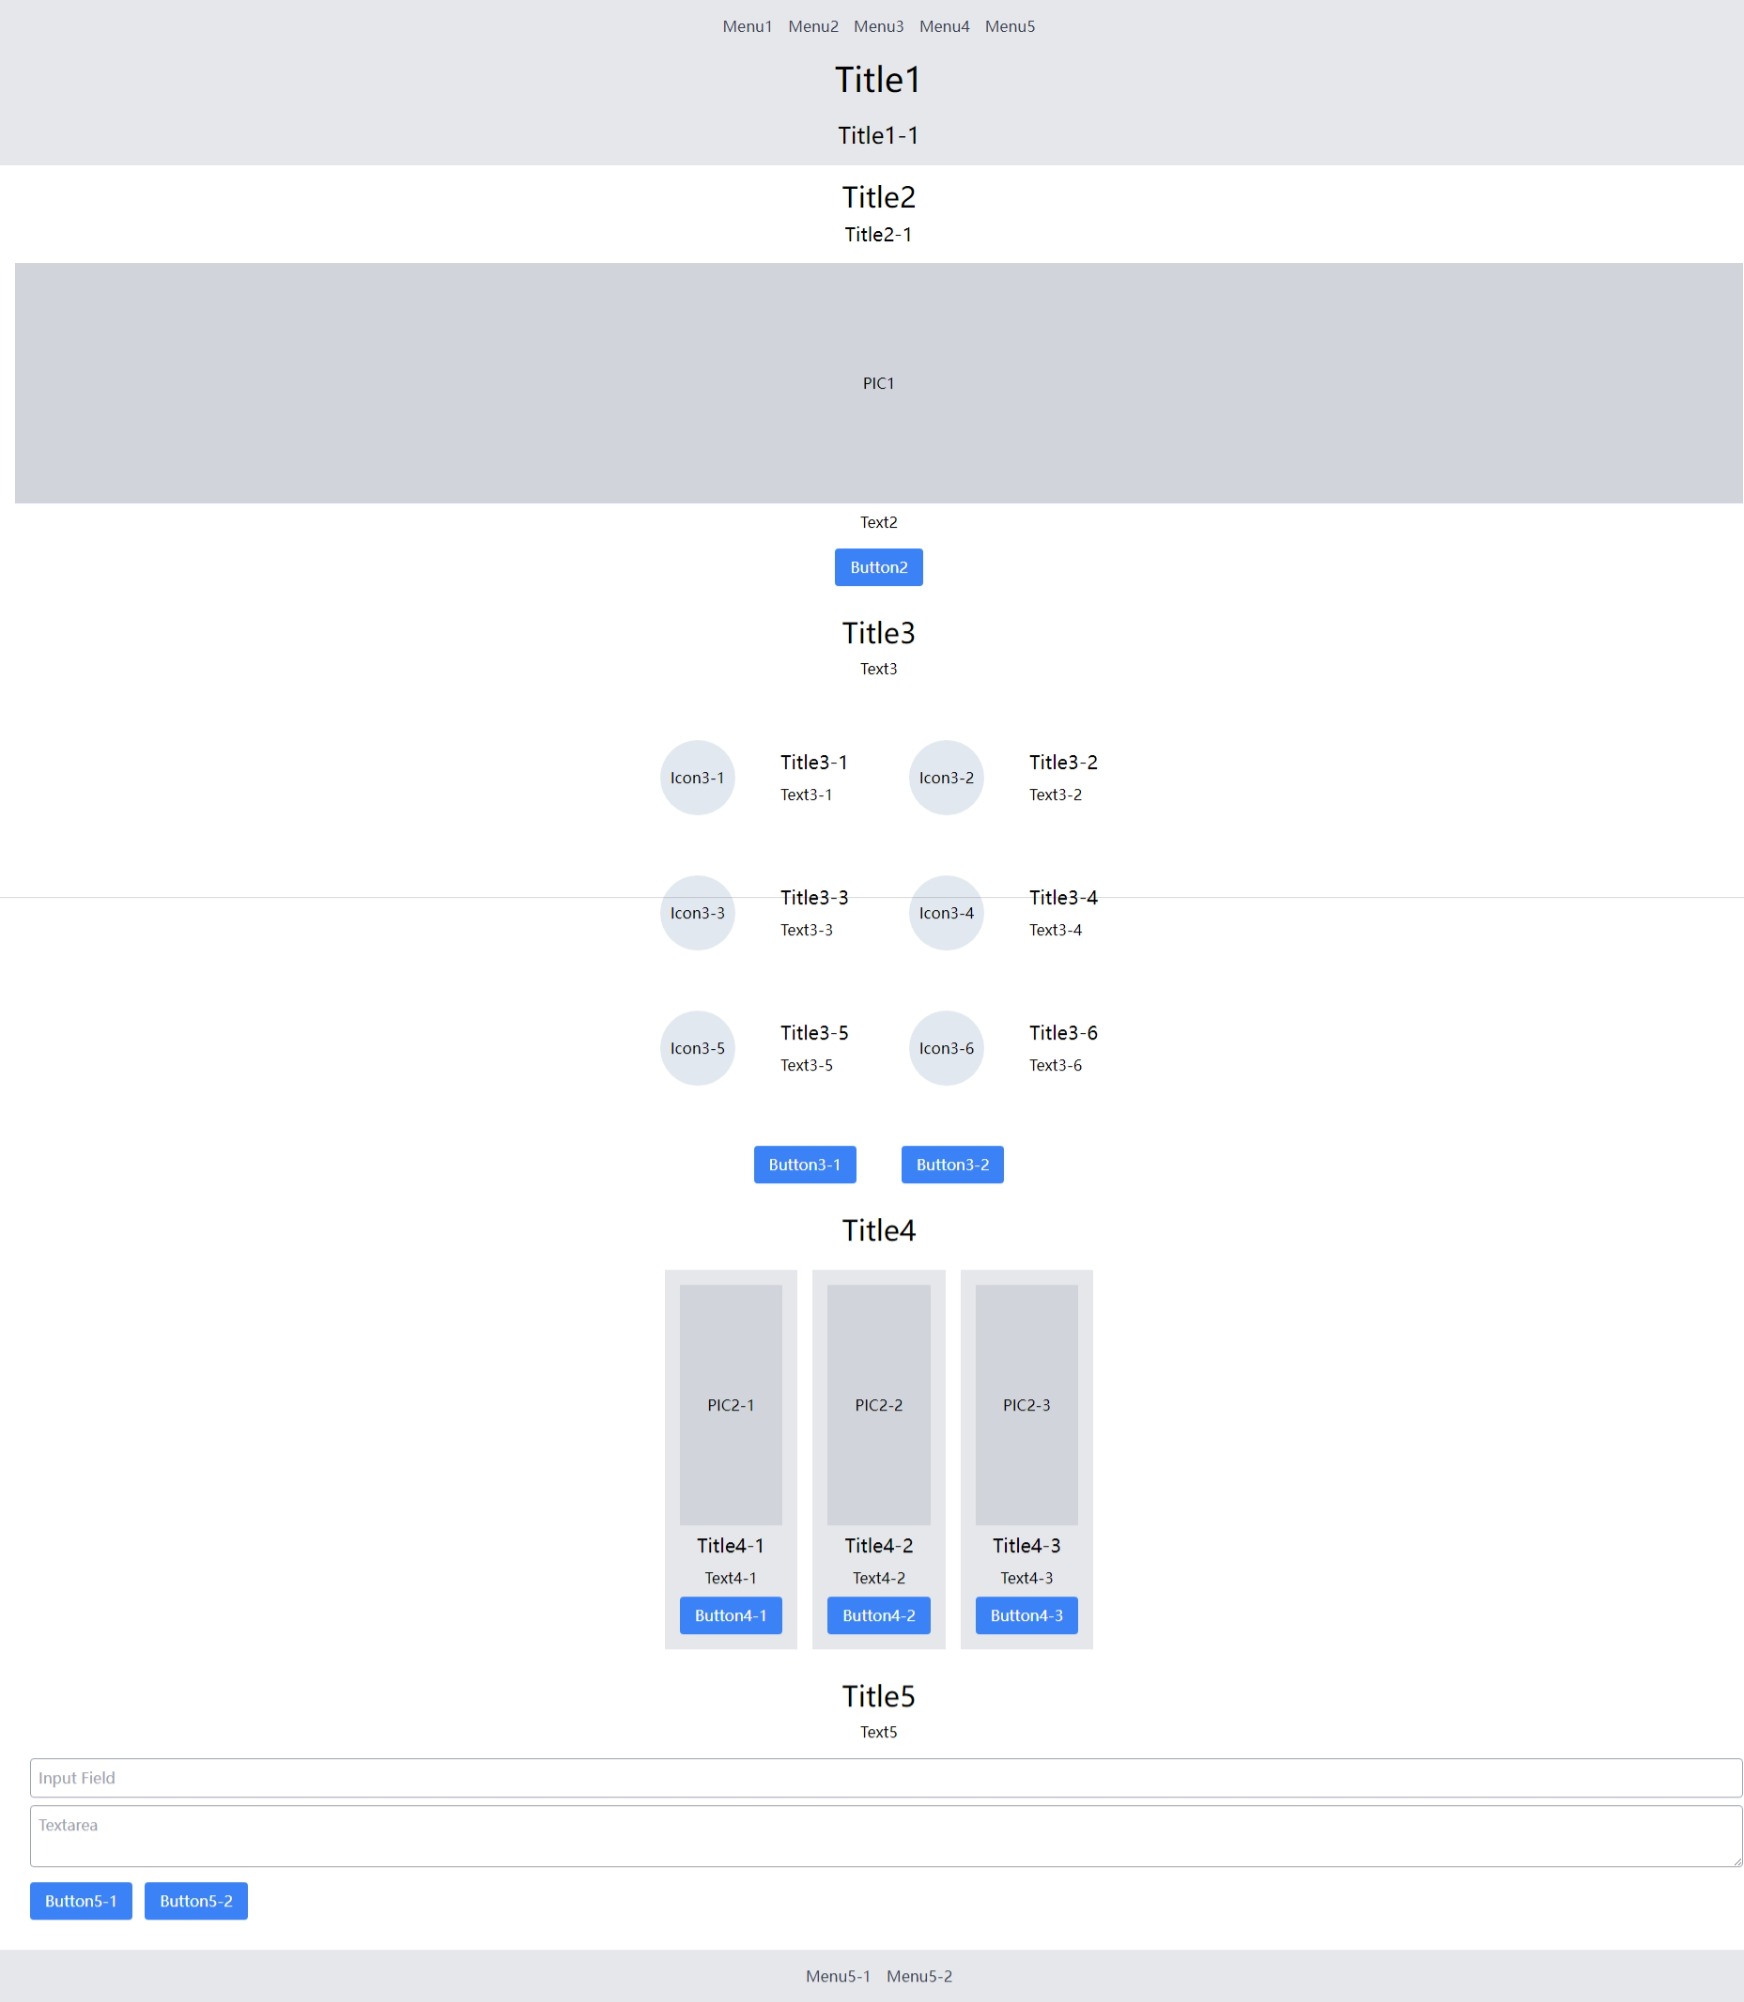 Menu1 Menu2 Menu3 Menu4 Menu5
Title1
Title1-1
Title2
Title2-1
PIC1
Text2
Button2
Title3
Text3
Icon3-1
Title3-1
Text3-1
Icon3-2
Title3-2
Text3-2
Icon3-3
Title3-3
Text3-3
Icon3-4
Title3-4
Text3-4
Icon3-5
Title3-5
Text3-5
Icon3-6
Title3-6
Text3-6
Button3-1 Button3-2
Title4
PIC2-1
Title4-1
Text4-1
Button4-1
PIC2-2
Title4-2
Text4-2
Button4-2
PIC2-3
Title4-3
Text4-3
Button4-3
Title5
Text5
Input Field
Textarea
Button5-1 Button5-2
Menu5-1 Menu5-2